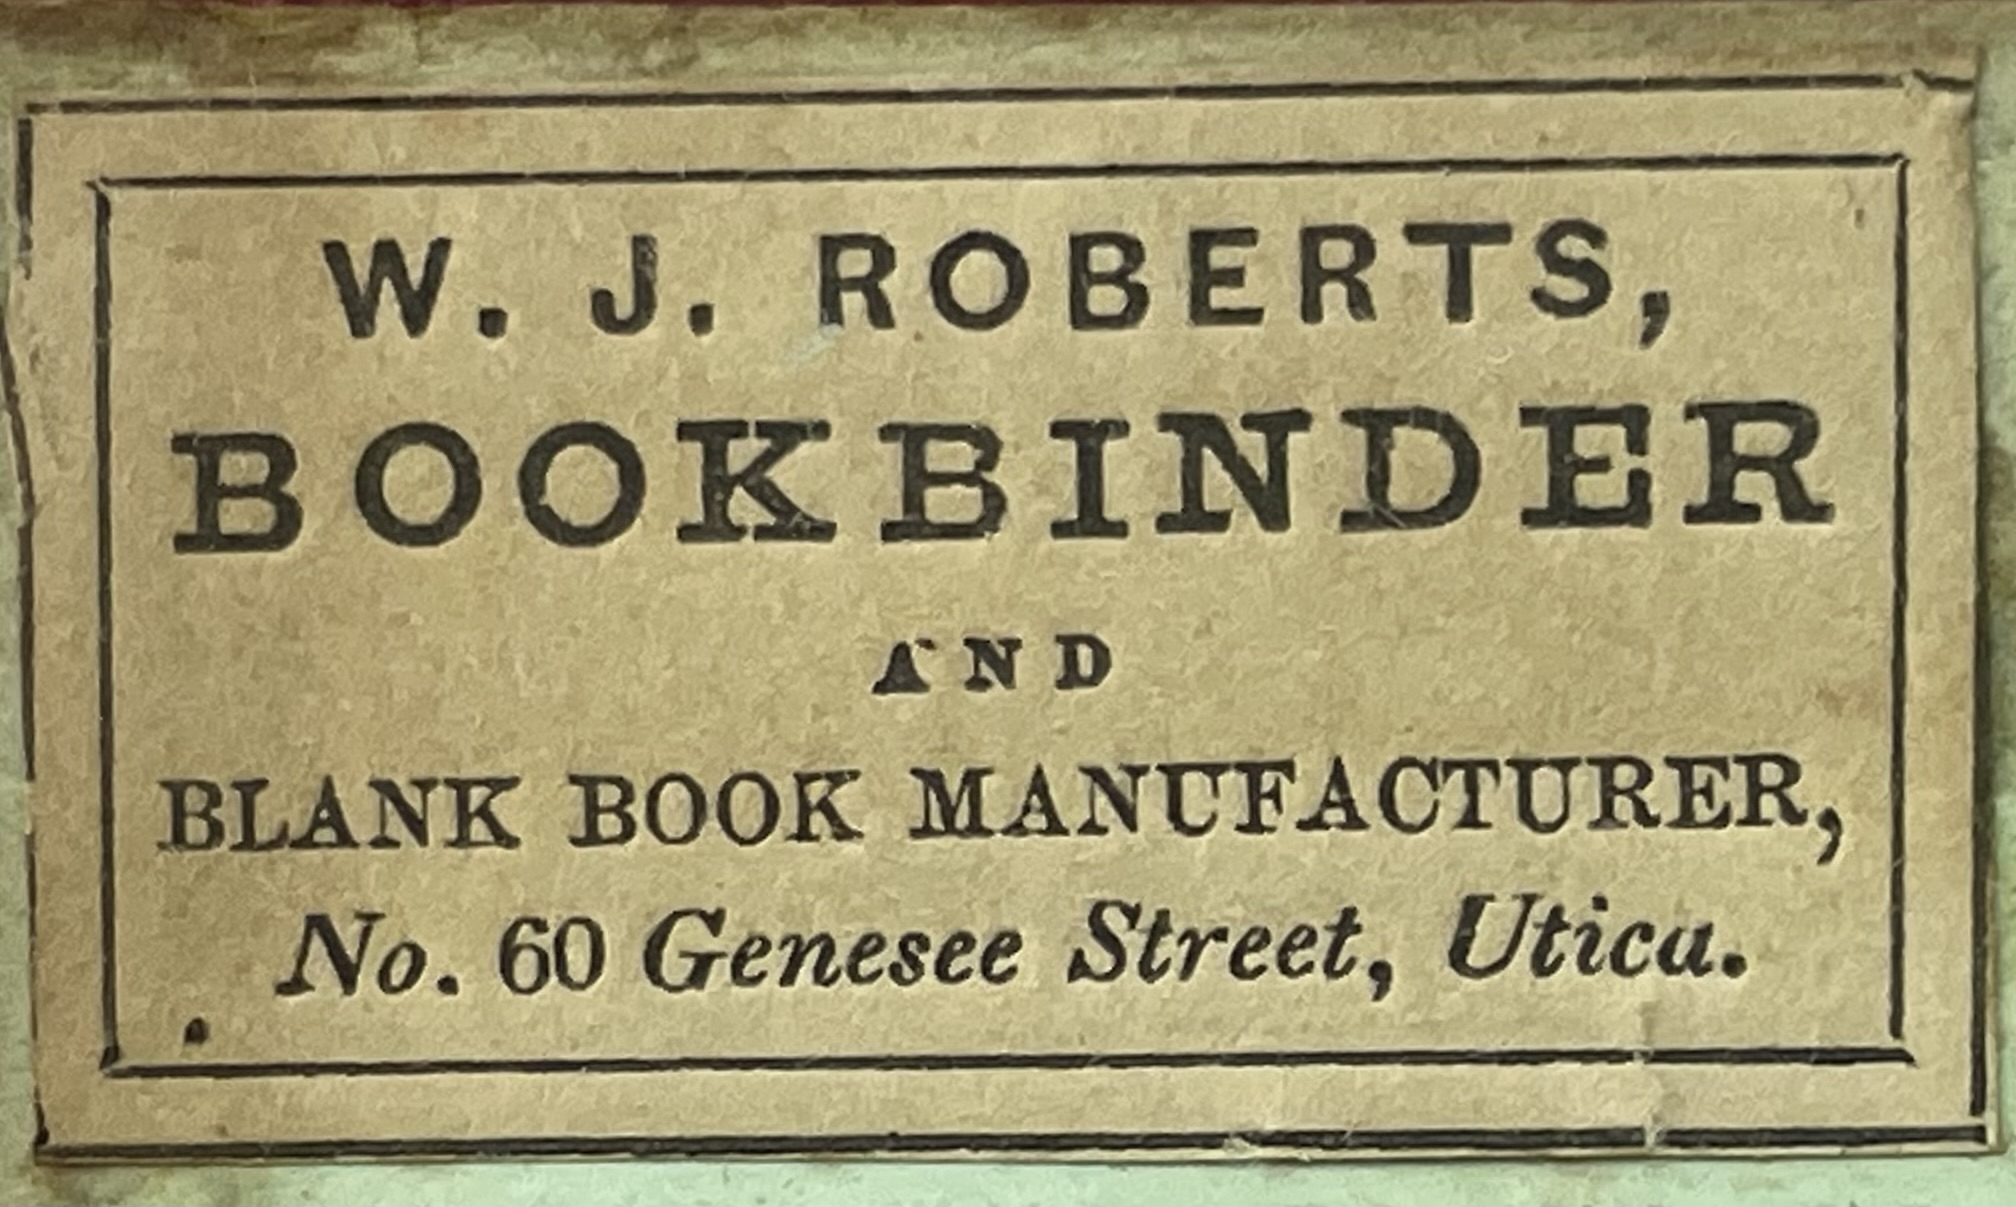 W. J. ROBERTS,
BOOKBINDER
AND
BLANK BOOK MANUFACTURER,
No. 60 Genesee Street, Utica.